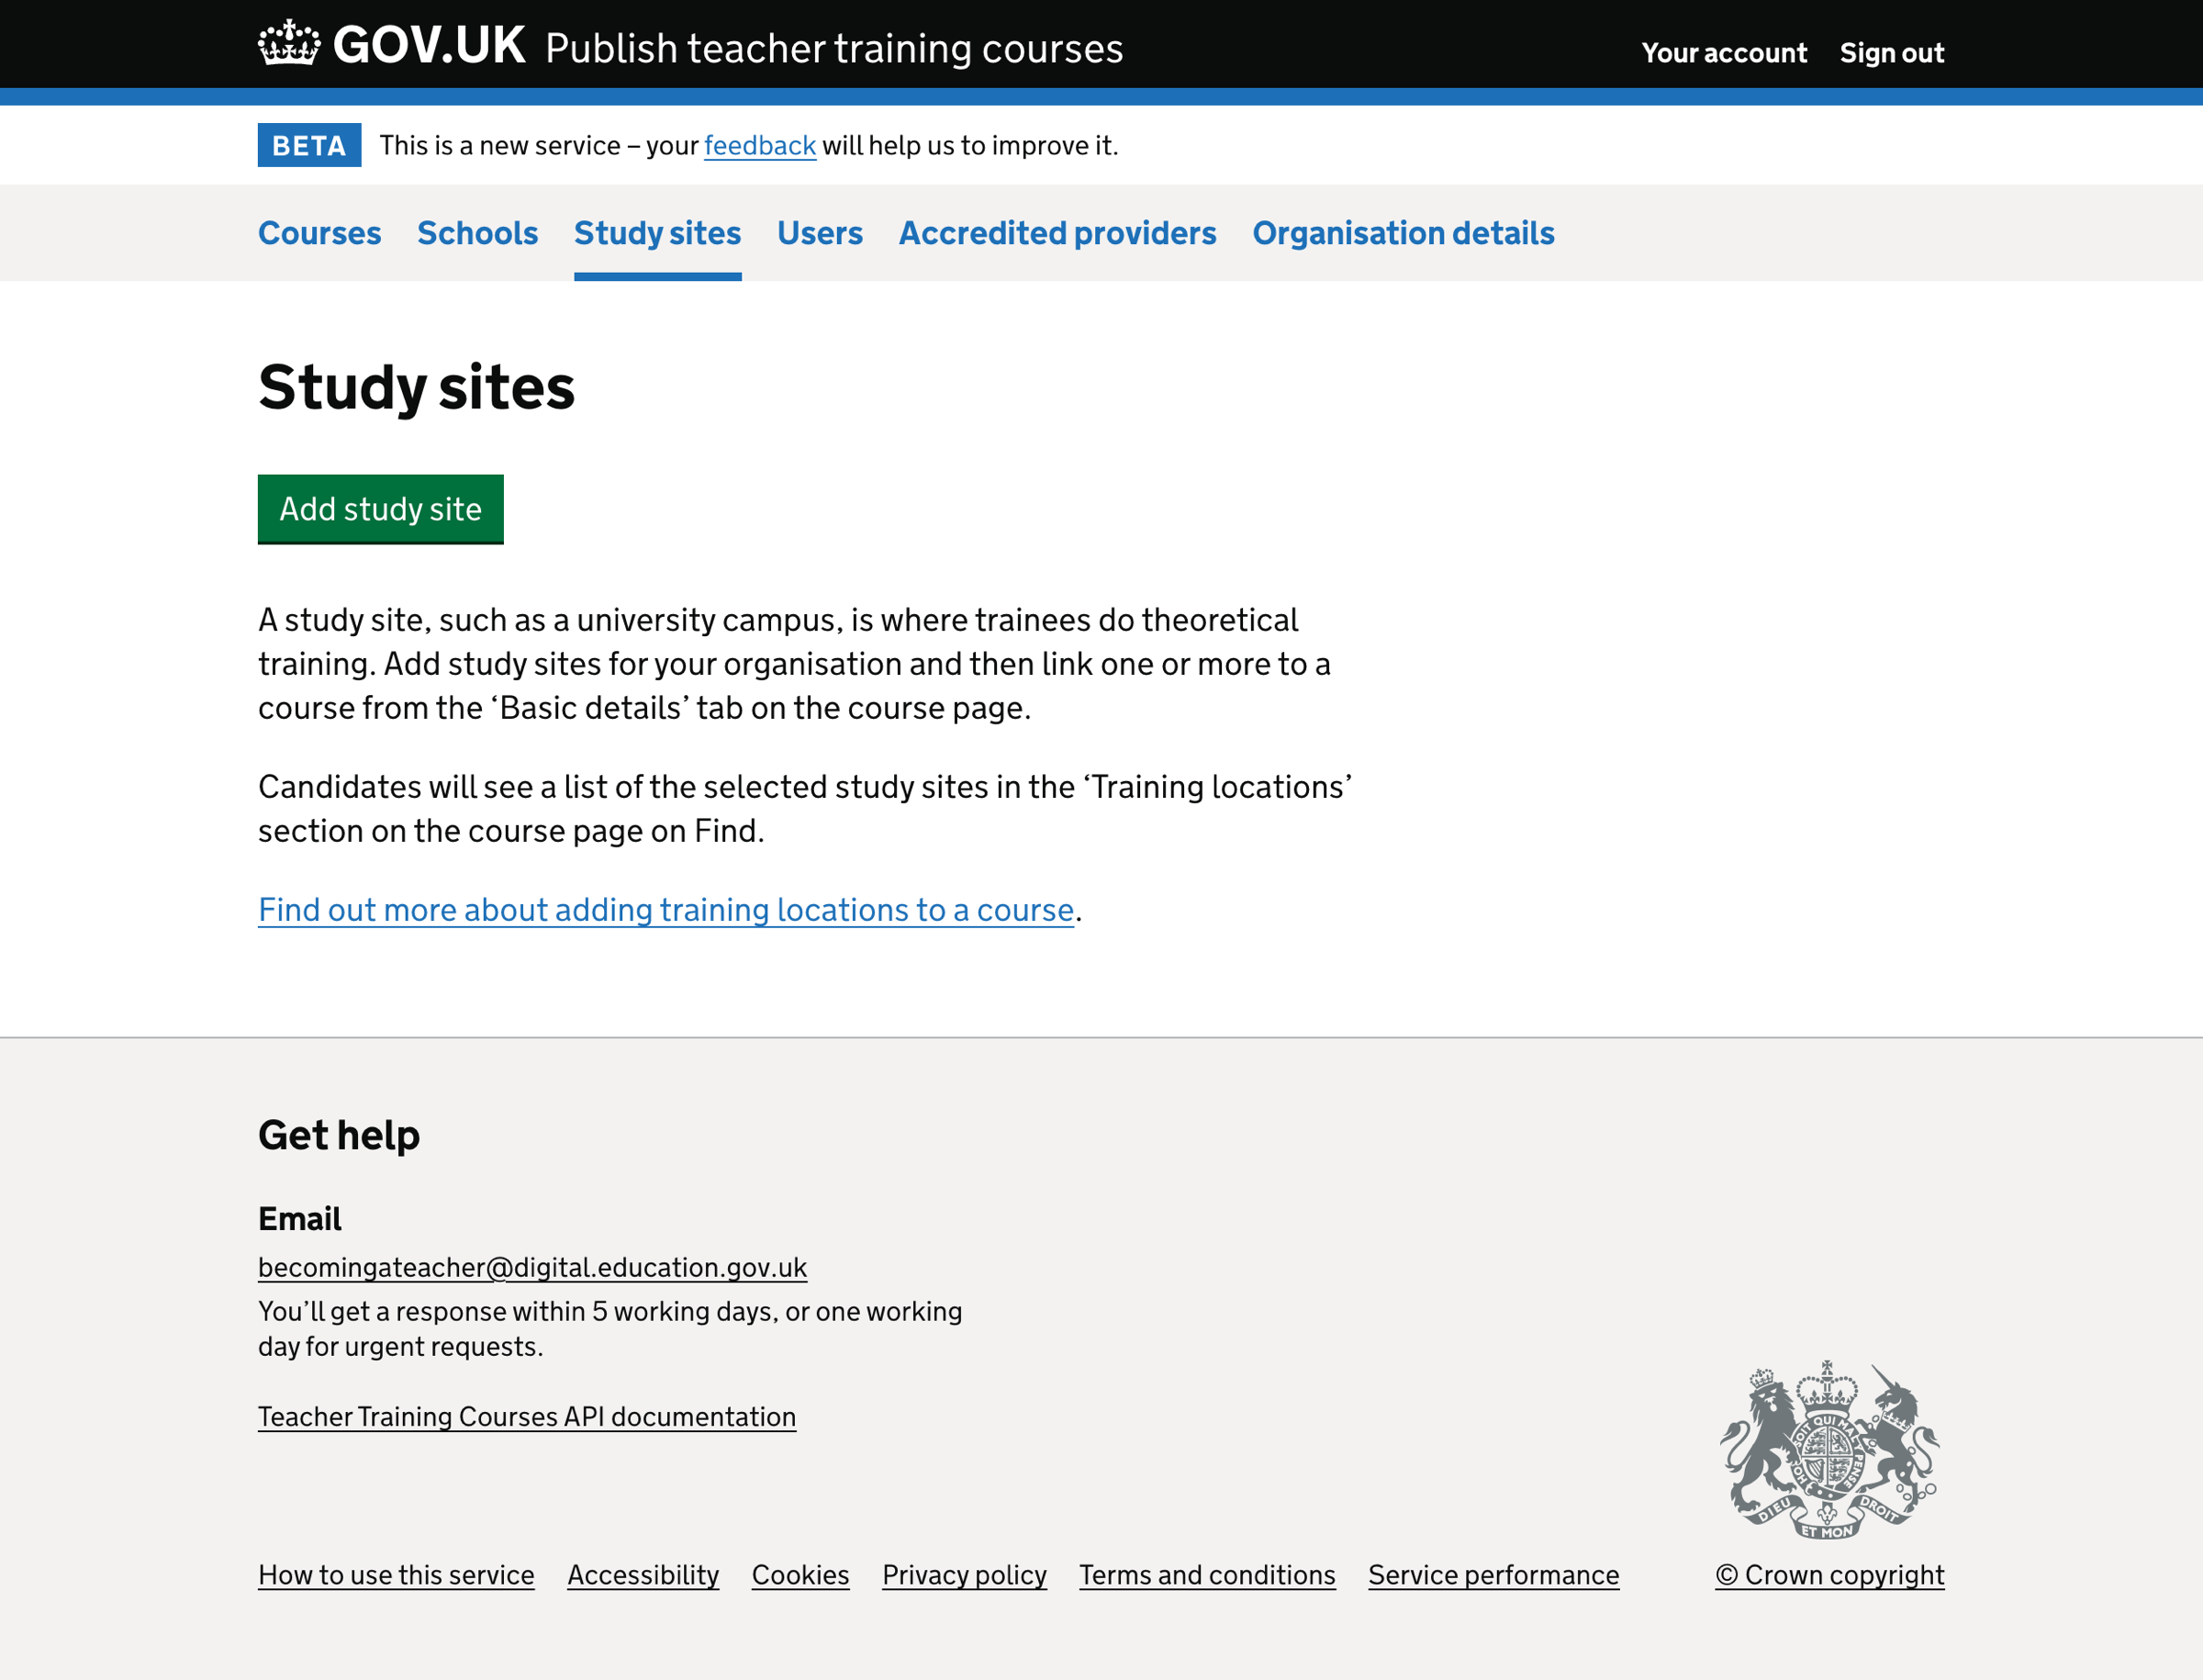 GOV.UK Publish teacher training courses
Your account Sign out
BETA This is a new service – your feedback will help us to improve it.
Courses Schools Study sites Users Accredited providers Organisation details
Study sites
Add study site
A study site, such as a university campus, is where trainees do theoretical
training. Add study sites for your organisation and then link one or more to a
course from the ‘Basic details’ tab on the course page.
Candidates will see a list of the selected study sites in the ‘Training locations’
section on the course page on Find.
Find out more about adding training locations to a course.
Get help
Email
becomingateacher@digital.education.gov.uk
You’ll get a response within 5 working days, or one working
day for urgent requests.
Teacher Training Courses API documentation
HONI SOIT QUI MAL Y PENSE
DIEU ET MON DROIT
How to use this service Accessibility Cookies Privacy policy Terms and conditions Service performance © Crown copyright